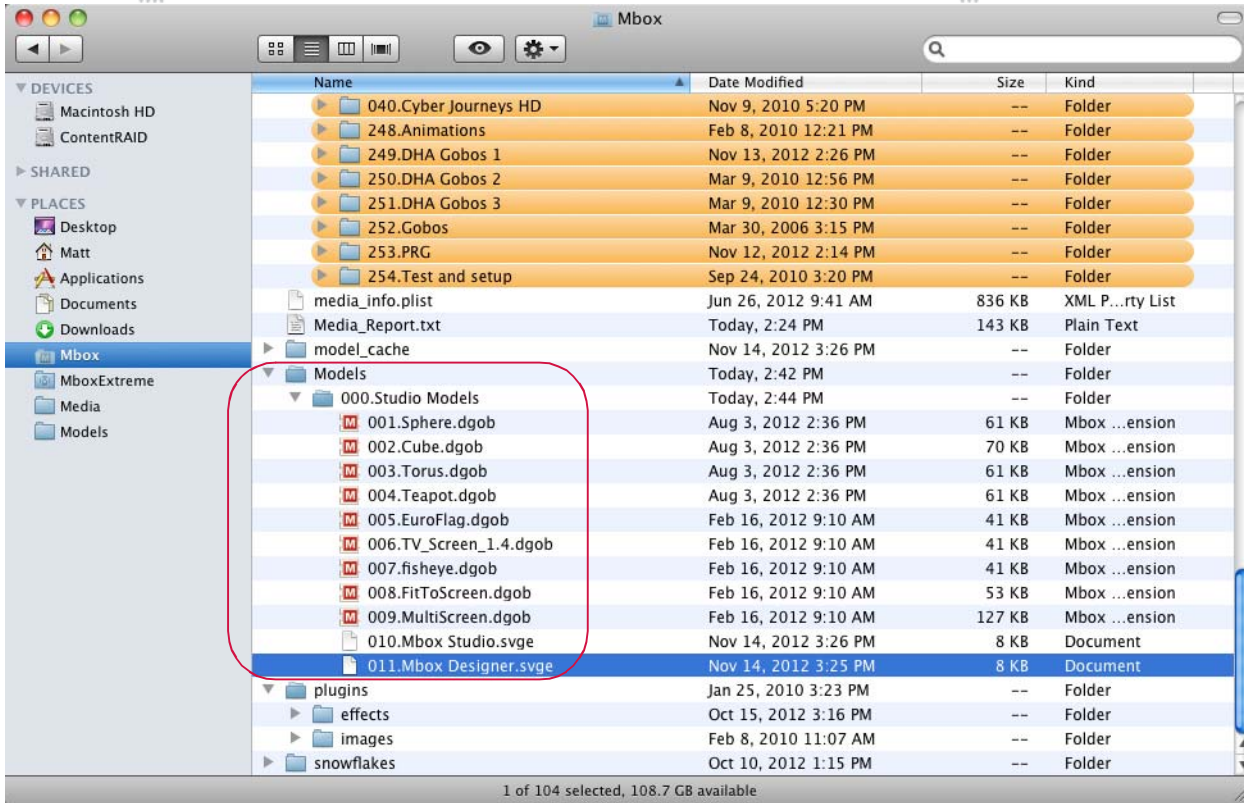 Mbox
DEVICES
Macintosh HD
ContentRAID
SHARED
PLACES
Desktop
Matt
Applications
Documents
Downloads
Mbox
MboxExtreme
Media
Models
Name Date Modified Size Kind
040.Cyber Journeys HD Nov 9, 2010 5:20 PM -- Folder
248.Animations Feb 8, 2010 12:21 PM -- Folder
249.DHA Gobos 1 Nov 13, 2012 2:26 PM -- Folder
250.DHA Gobos 2 Mar 9, 2010 12:56 PM -- Folder
251.DHA Gobos 3 Mar 9, 2010 12:30 PM -- Folder
252.Gobos Mar 30, 2006 3:15 PM -- Folder
253.PRG Nov 12, 2012 2:14 PM -- Folder
254.Test and setup Sep 24, 2010 3:20 PM -- Folder
media_info.plist Jun 26, 2012 9:41 AM 836 KB XML P...rty List
Media_Report.txt Today, 2:24 PM 143 KB Plain Text
model_cache Nov 14, 2012 3:26 PM -- Folder
Models Today, 2:42 PM -- Folder
000.Studio Models Today, 2:44 PM -- Folder
001.Sphere.dgob Aug 3, 2012 2:36 PM 61 KB Mbox ...ension
002.Cube.dgob Aug 3, 2012 2:36 PM 70 KB Mbox ...ension
003.Torus.dgob Aug 3, 2012 2:36 PM 61 KB Mbox ...ension
004.Teapot.dgob Aug 3, 2012 2:36 PM 61 KB Mbox ...ension
005.EuroFlag.dgob Feb 16, 2012 9:10 AM 41 KB Mbox ...ension
006.TV_Screen_1.4.dgob Feb 16, 2012 9:10 AM 41 KB Mbox ...ension
007.fisheye.dgob Feb 16, 2012 9:10 AM 41 KB Mbox ...ension
008.FitToScreen.dgob Feb 16, 2012 9:10 AM 53 KB Mbox ...ension
009.MultiScreen.dgob Feb 16, 2012 9:10 AM 127 KB Mbox ...ension
010.Mbox Studio.svge Nov 14, 2012 3:26 PM 8 KB Document
011.Mbox Designer.svge Nov 14, 2012 3:25 PM 8 KB Document
plugins Jan 25, 2010 3:23 PM -- Folder
effects Oct 15, 2012 3:16 PM -- Folder
images Feb 8, 2010 11:07 AM -- Folder
snowflakes Oct 10, 2012 1:15 PM -- Folder
1 of 104 selected, 108.7 GB available